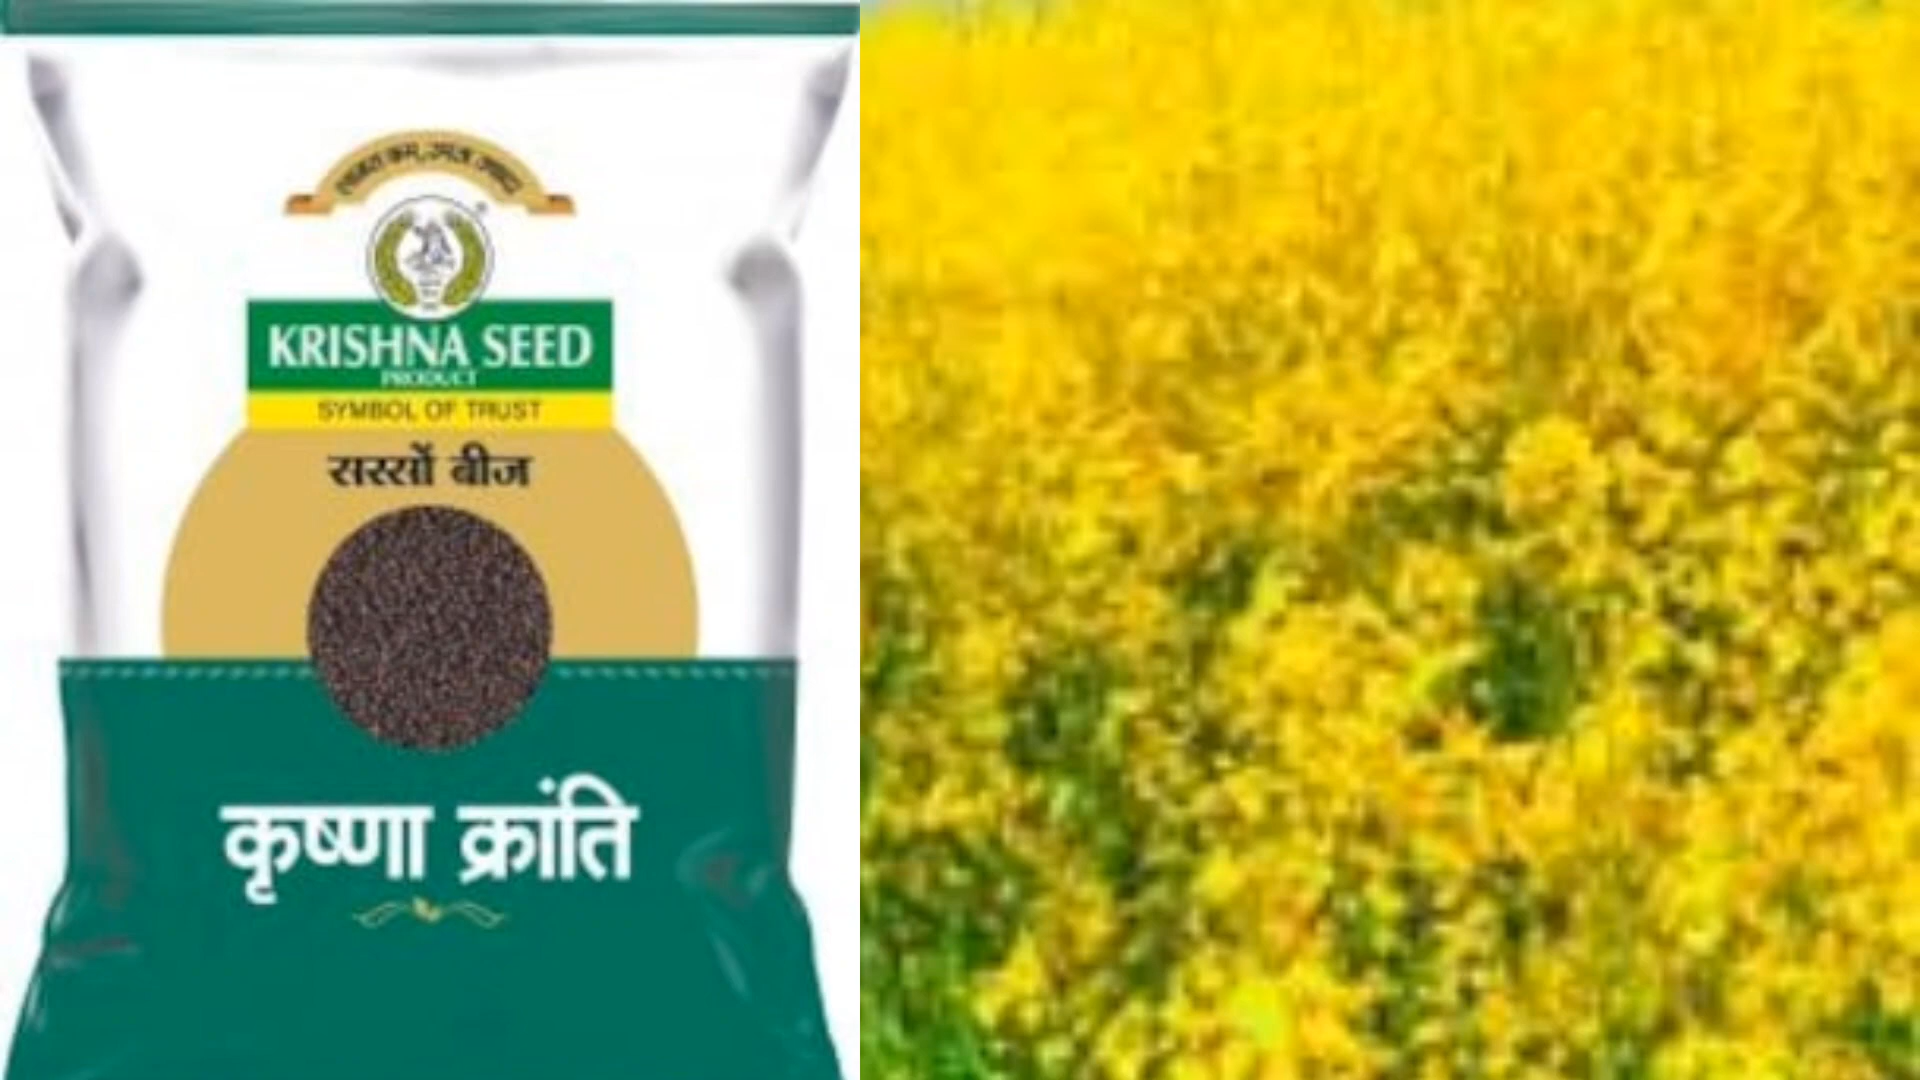 KRISHNA SEED
PRODUCT
SYMBOL OF TRUST
सरसों बीज
कृष्णा क्रांति